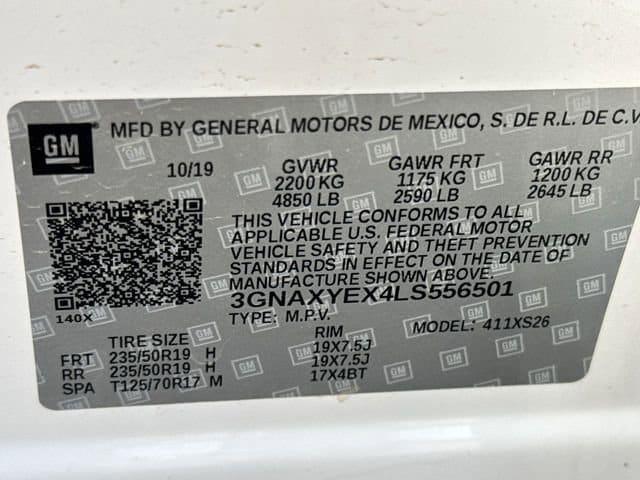 GM MFD BY GENERAL MOTORS DE MEXICO, S. DE R.L. DE C.V
10/19 GVWR GAWR FRT GAWR RR
2200 KG 1175 KG 1200 KG
4850 LB 2590 LB 2645 LB
THIS VEHICLE CONFORMS TO ALL
APPLICABLE U.S. FEDERAL MOTOR
VEHICLE SAFETY AND THEFT PREVENTION
STANDARDS IN EFFECT ON THE DATE OF
MANUFACTURE SHOWN ABOVE.
3GNAXYEX4LS556501
140X TYPE: M.P.V. MODEL: 411XS26
TIRE SIZE RIM
FRT 235/50R19 H 19X7.5J
RR 235/50R19 H 19X7.5J
SPA T125/70R17 M 17X4BT